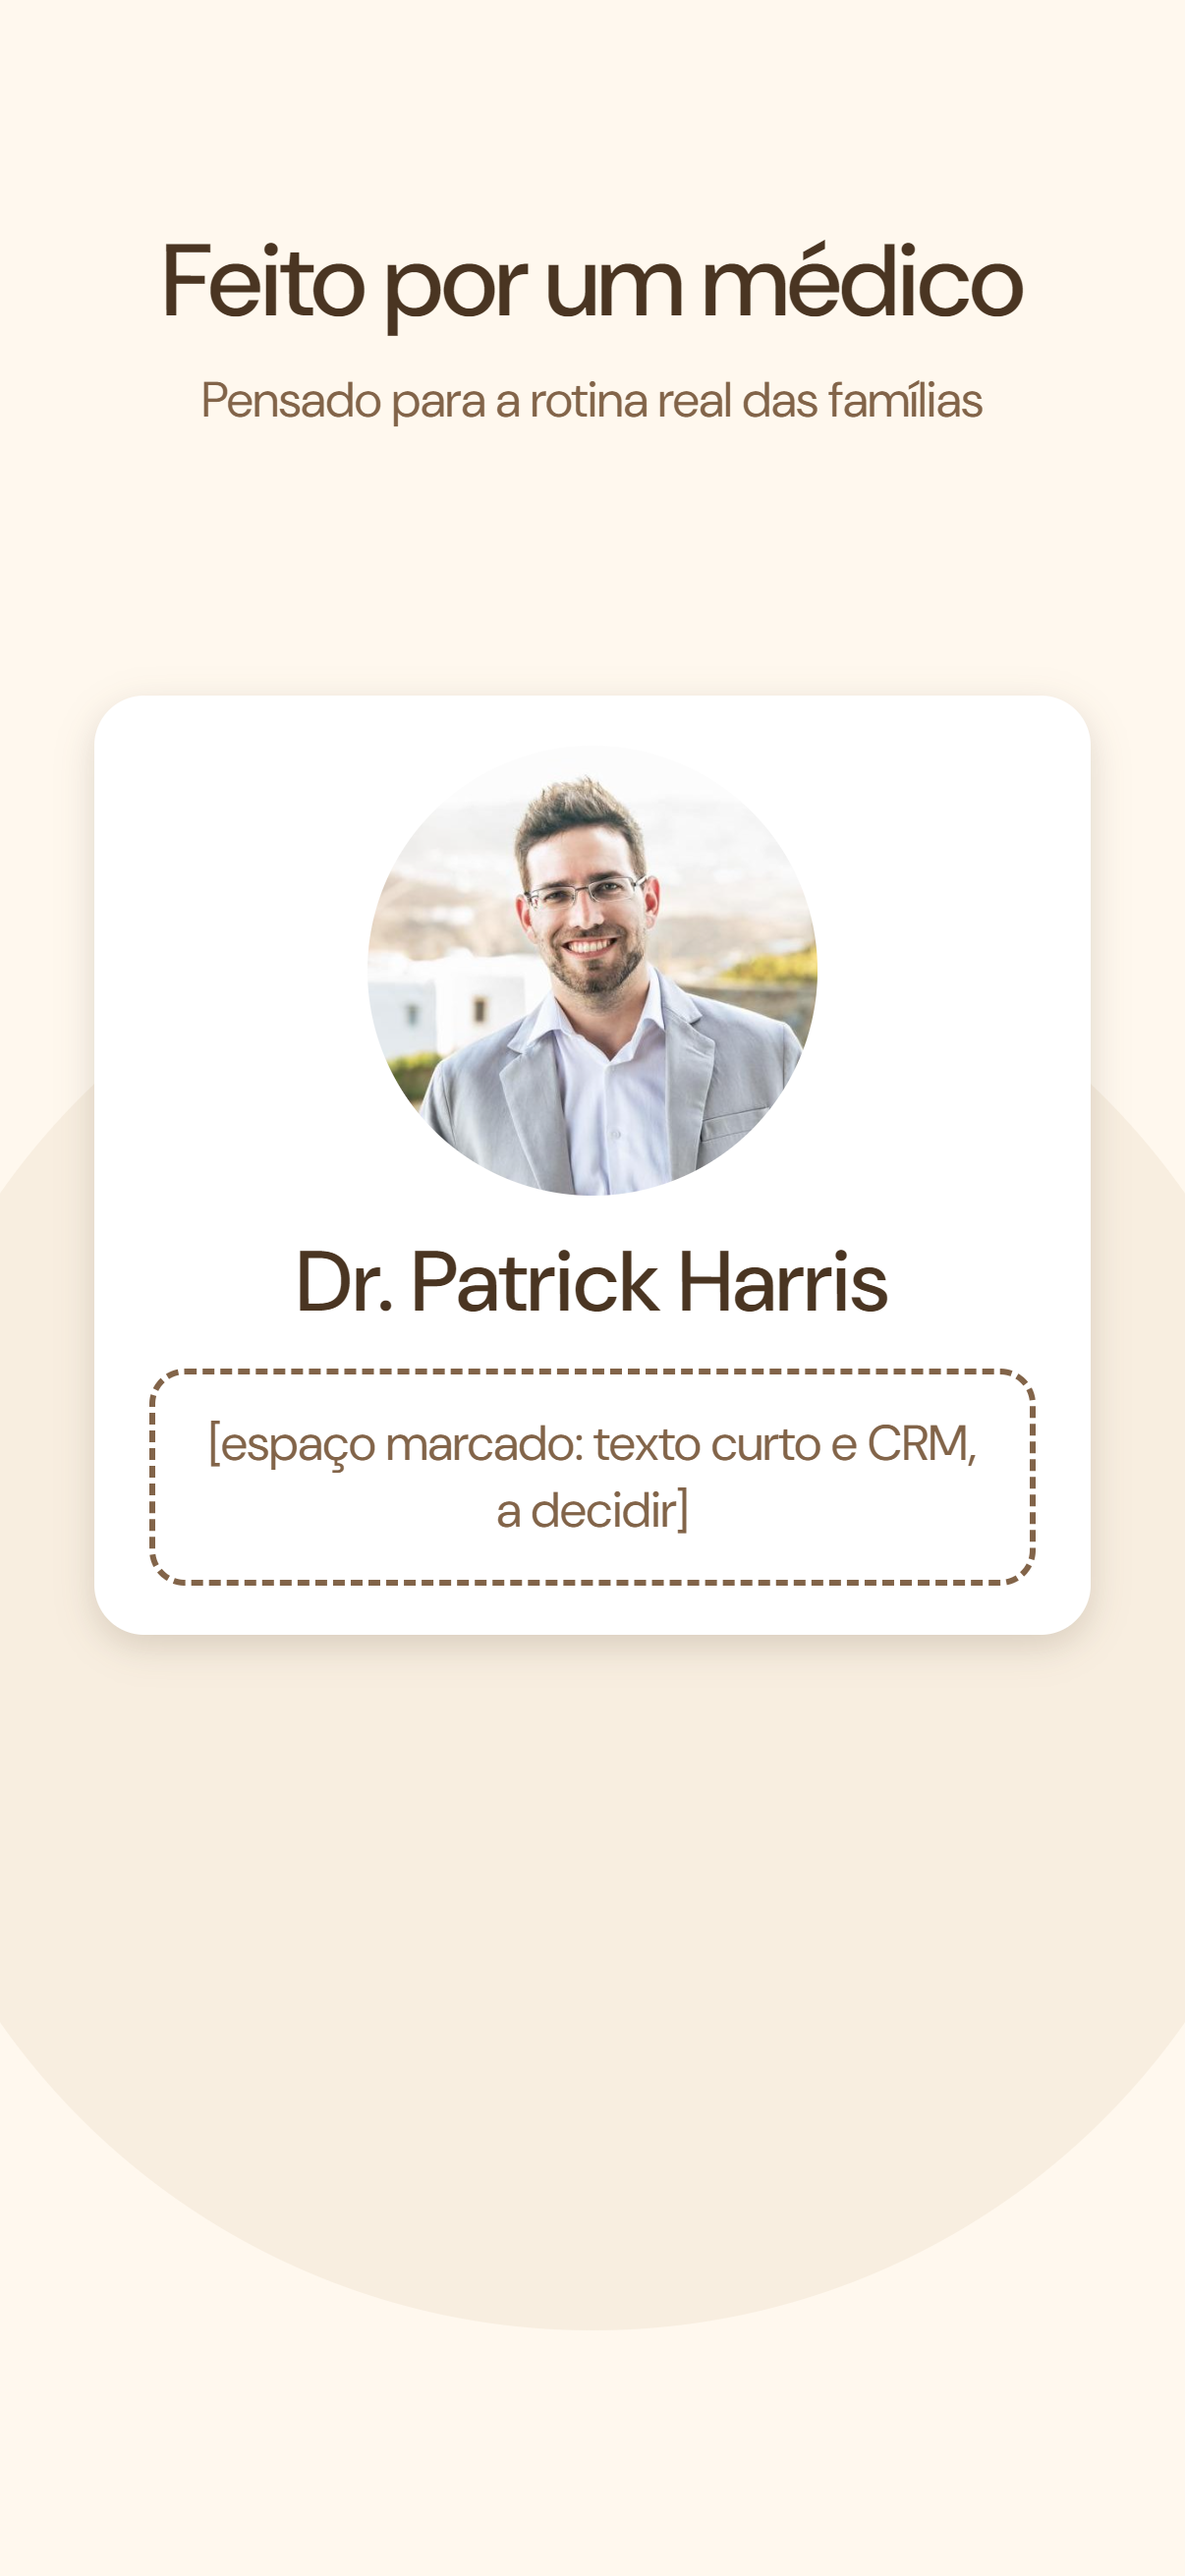 Feito por um médico
Pensado para a rotina real das famílias
Dr. Patrick Harris
[espaço marcado: texto curto e CRM,
a decidir]